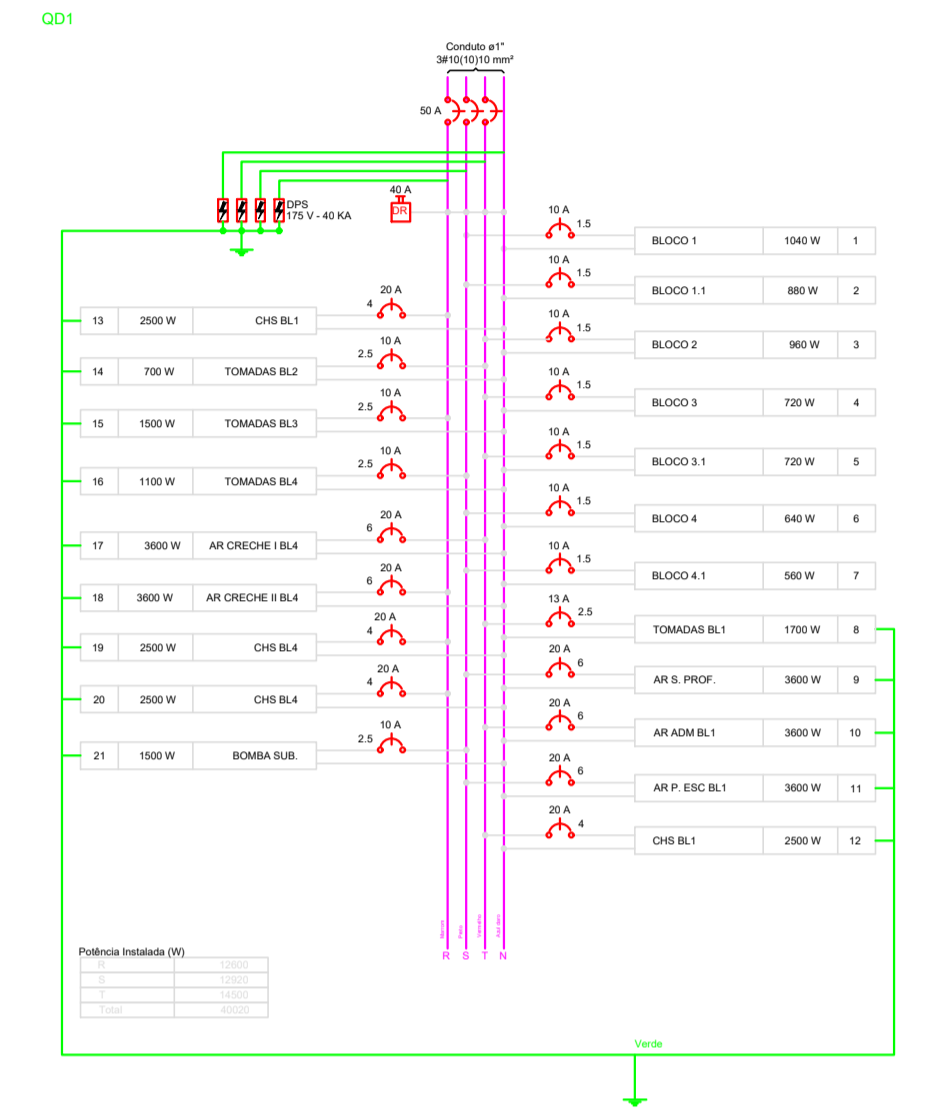 QD1
Conduto ø1"
3#10(10)10 mm²
50 A
DPS
175 V - 40 KA
40 A
DR
10 A
1.5
BLOCO 1 1040 W 1
10 A
1.5
BLOCO 1.1 880 W 2
10 A
1.5
BLOCO 2 960 W 3
10 A
1.5
BLOCO 3 720 W 4
10 A
1.5
BLOCO 3.1 720 W 5
10 A
1.5
BLOCO 4 640 W 6
10 A
1.5
BLOCO 4.1 560 W 7
13 A
2.5
TOMADAS BL1 1700 W 8
20 A
6
AR S. PROF. 3600 W 9
20 A
6
AR ADM BL1 3600 W 10
20 A
6
AR P. ESC BL1 3600 W 11
20 A
4
CHS BL1 2500 W 12
20 A
4
13 2500 W CHS BL1
10 A
2.5
14 700 W TOMADAS BL2
10 A
2.5
15 1500 W TOMADAS BL3
10 A
2.5
16 1100 W TOMADAS BL4
20 A
6
17 3600 W AR CRECHE I BL4
20 A
6
18 3600 W AR CRECHE II BL4
20 A
4
19 2500 W CHS BL4
20 A
4
20 2500 W CHS BL4
10 A
2.5
21 1500 W BOMBA SUB.
Marrom
Preto
Vermelho
Azul claro
R S T N
Potência Instalada (W)
R 12600
S 12920
T 14500
Total 40020
Verde